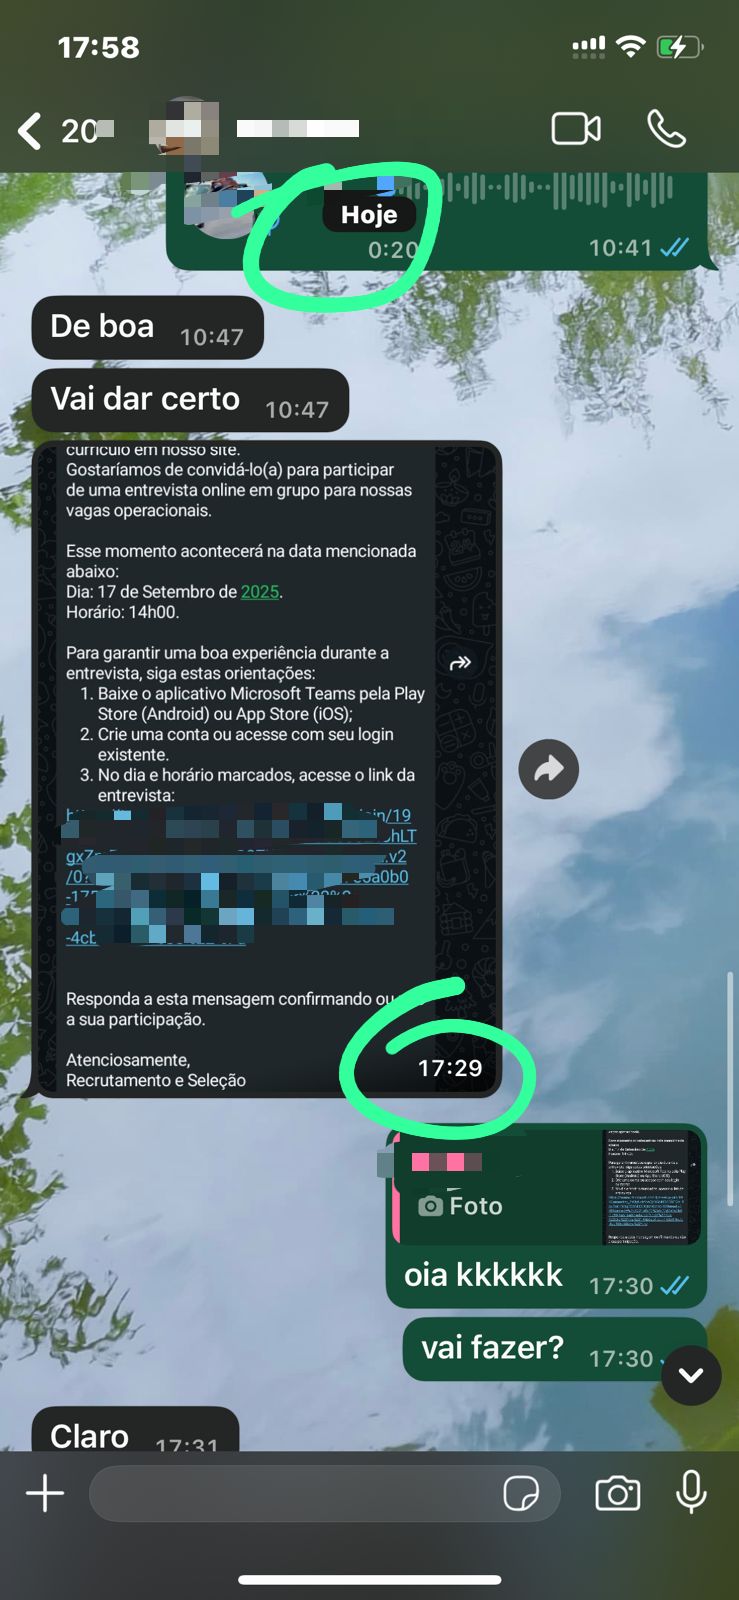 17:58
20
Hoje
0:20
10:41
De boa 10:47
Vai dar certo 10:47
currículo em nosso site.
Gostaríamos de convidá-lo(a) para participar
de uma entrevista online em grupo para nossas
vagas operacionais.
Esse momento acontecerá na data mencionada
abaixo:
Dia: 17 de Setembro de 2025.
Horário: 14h00.
Para garantir uma boa experiência durante a
entrevista, siga estas orientações:
1. Baixe o aplicativo Microsoft Teams pela Play
Store (Android) ou App Store (iOS);
2. Crie uma conta ou acesse com seu login
existente.
3. No dia e horário marcados, acesse o link da
entrevista:
Responda a esta mensagem confirmando ou
a sua participação.
Atenciosamente,
Recrutamento e Seleção
17:29
Foto
oia kkkkkk 17:30
vai fazer? 17:30
Claro 17:31